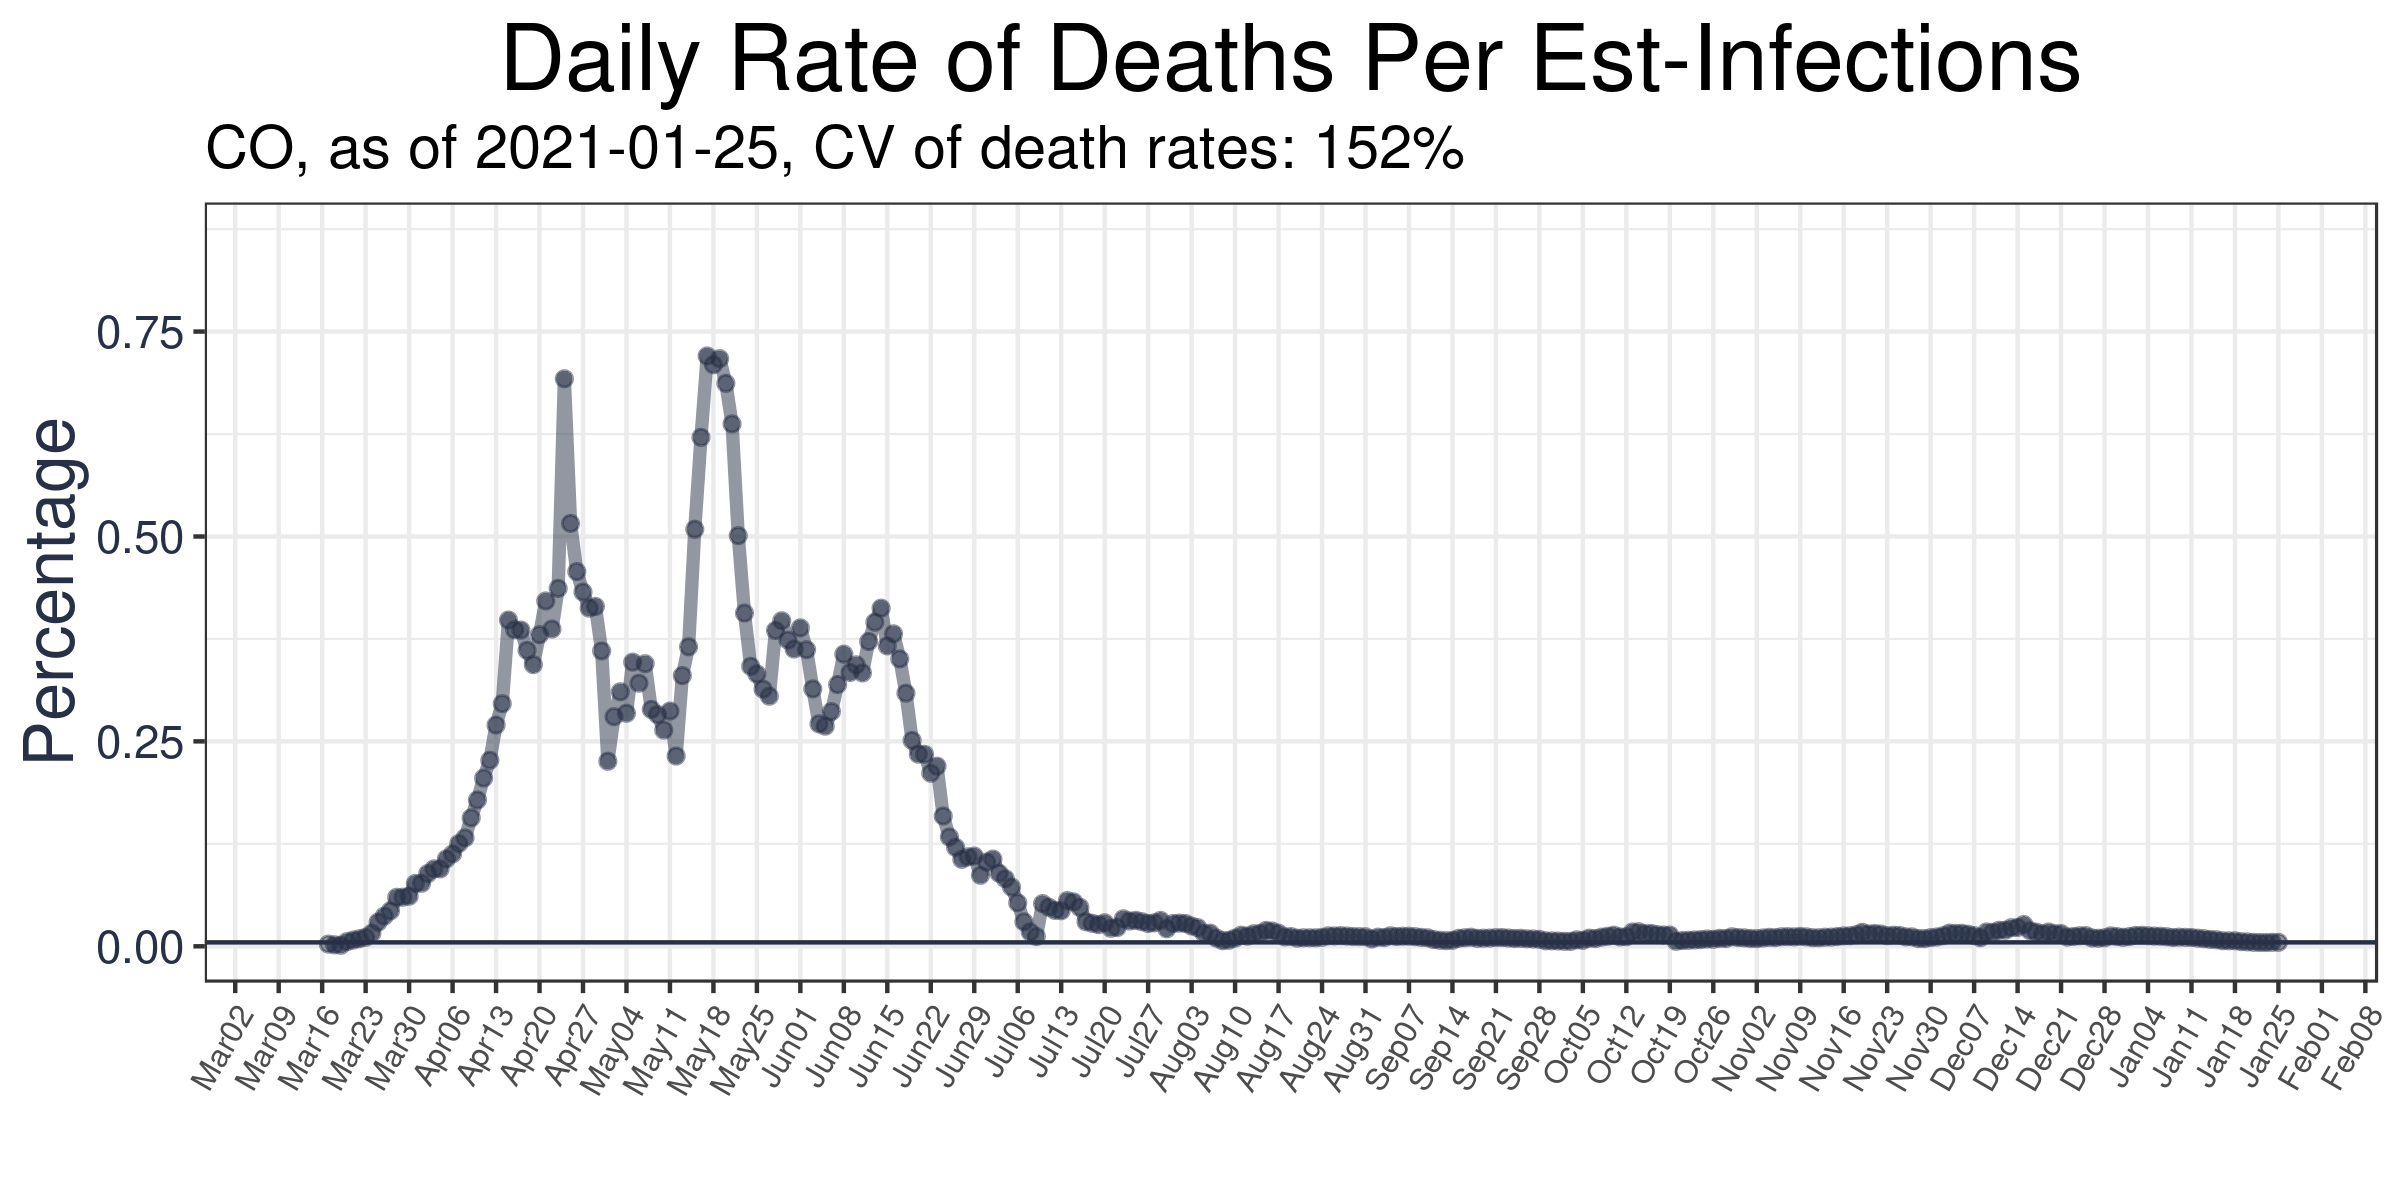 Daily Rate of Deaths Per Est-Infections
CO, as of 2021-01-25, CV of death rates: 152%
Percentage
0.75
0.50
0.25
0.00
Mar02
Mar09
Mar16
Mar23
Mar30
Apr06
Apr13
Apr20
Apr27
May04
May11
May18
May25
Jun01
Jun08
Jun15
Jun22
Jun29
Jul06
Jul13
Jul20
Jul27
Aug03
Aug10
Aug17
Aug24
Aug31
Sep07
Sep14
Sep21
Sep28
Oct05
Oct12
Oct19
Oct26
Nov02
Nov09
Nov16
Nov23
Nov30
Dec07
Dec14
Dec21
Dec28
Jan04
Jan11
Jan18
Jan25
Feb01
Feb08